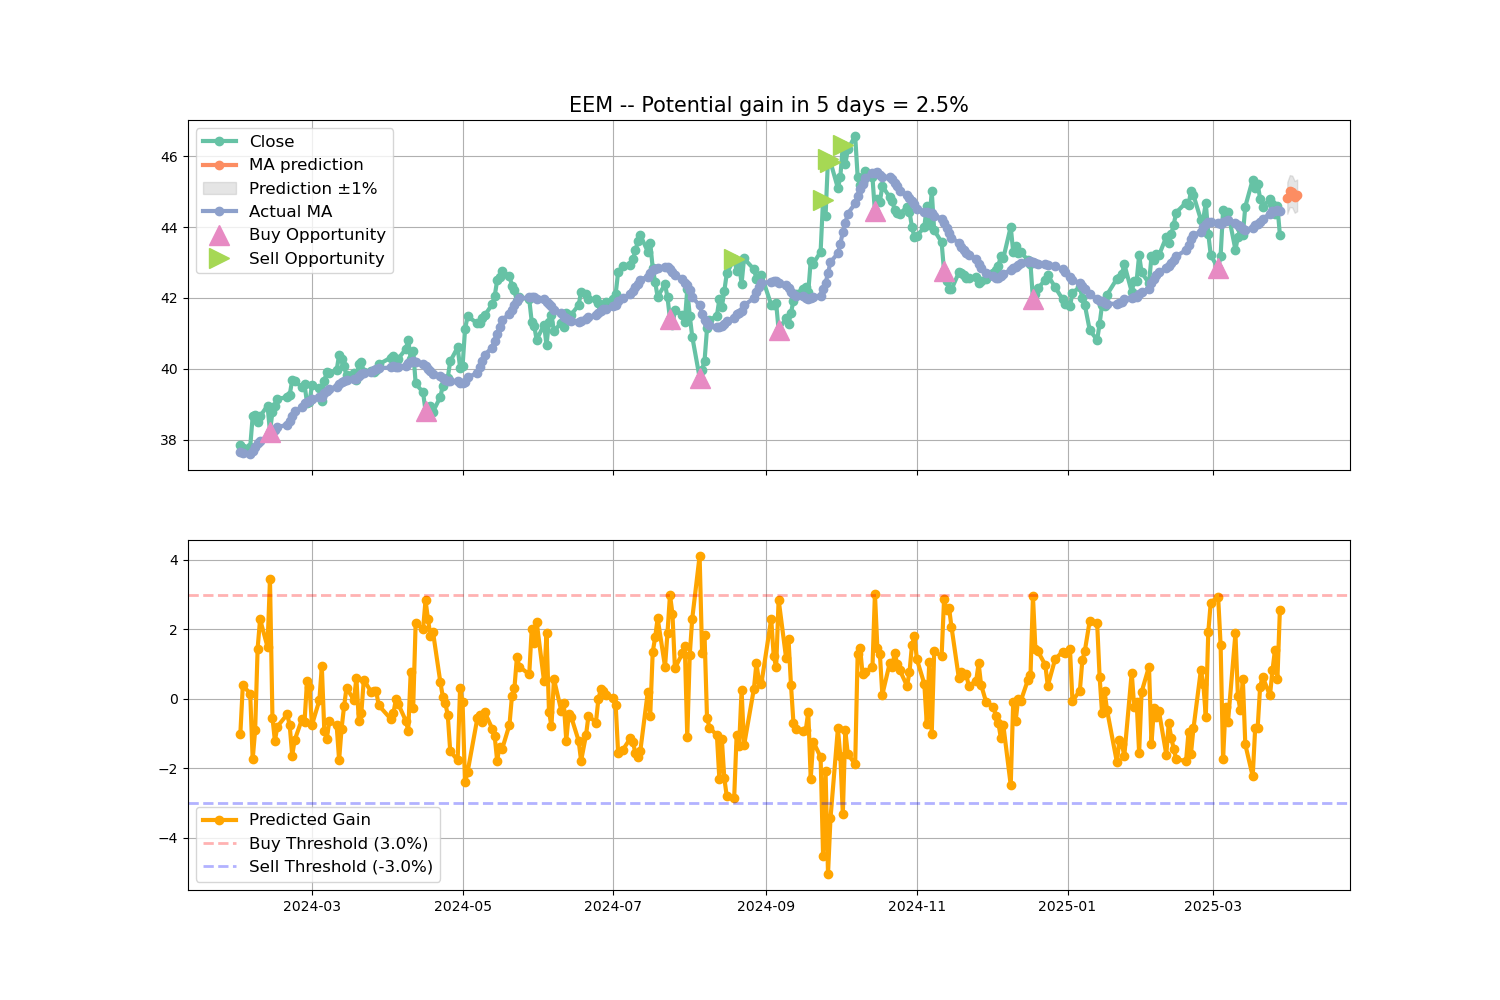 EEM -- Potential gain in 5 days = 2.5%
Close
MA prediction
Prediction ±1%
Actual MA
Buy Opportunity
Sell Opportunity
46
44
42
40
38
4
2
0
−2
−4
Predicted Gain
Buy Threshold (3.0%)
Sell Threshold (-3.0%)
2024-03 2024-05 2024-07 2024-09 2024-11 2025-01 2025-03